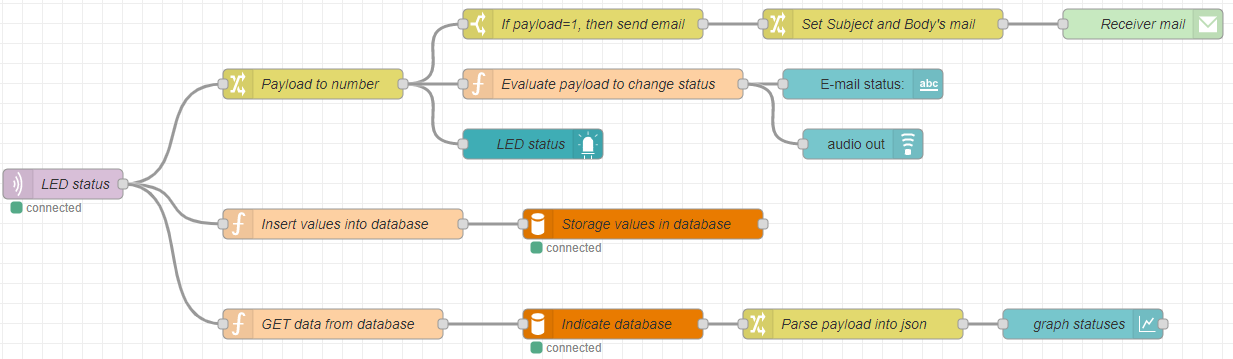 If payload=1, then send email
Set Subject and Body's mail
Receiver mail
Payload to number
Evaluate payload to change status
E-mail status:
abc
LED status
audio out
LED status
connected
Insert values into database
Storage values in database
connected
GET data from database
Indicate database
Parse payload into json
graph statuses
connected